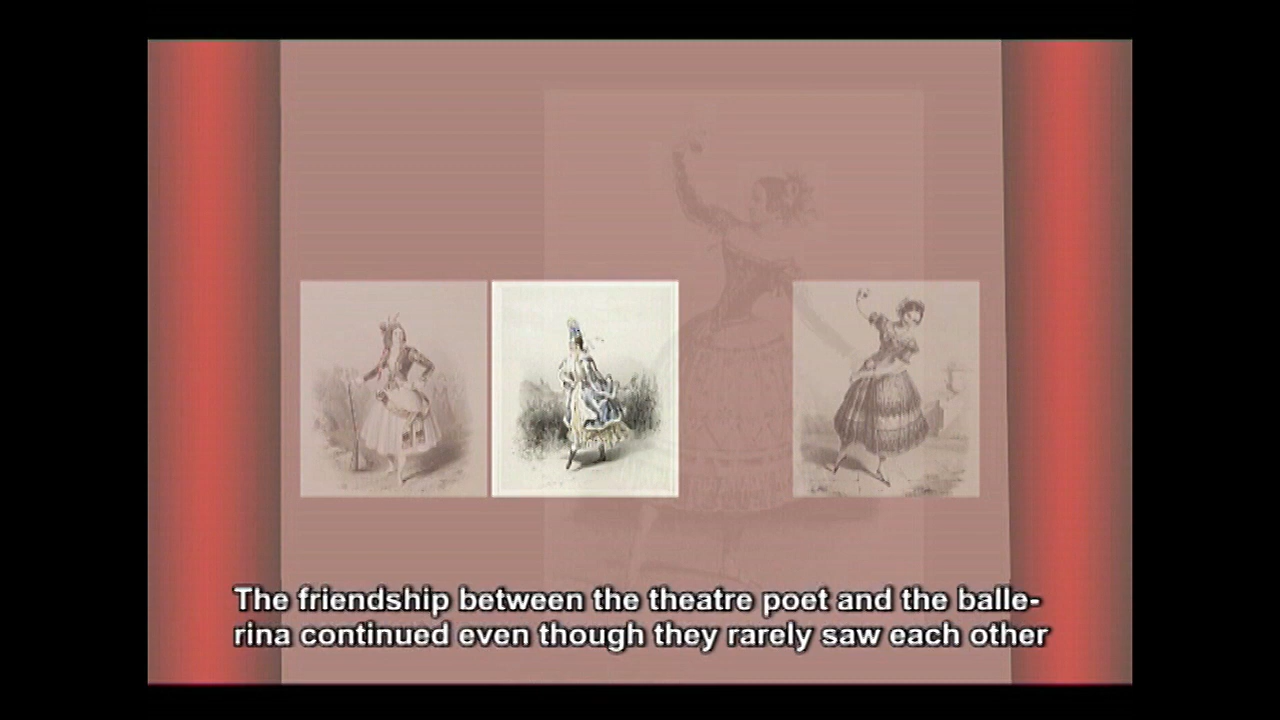 The friendship between the theatre poet and the balle-
rina continued even though they rarely saw each other